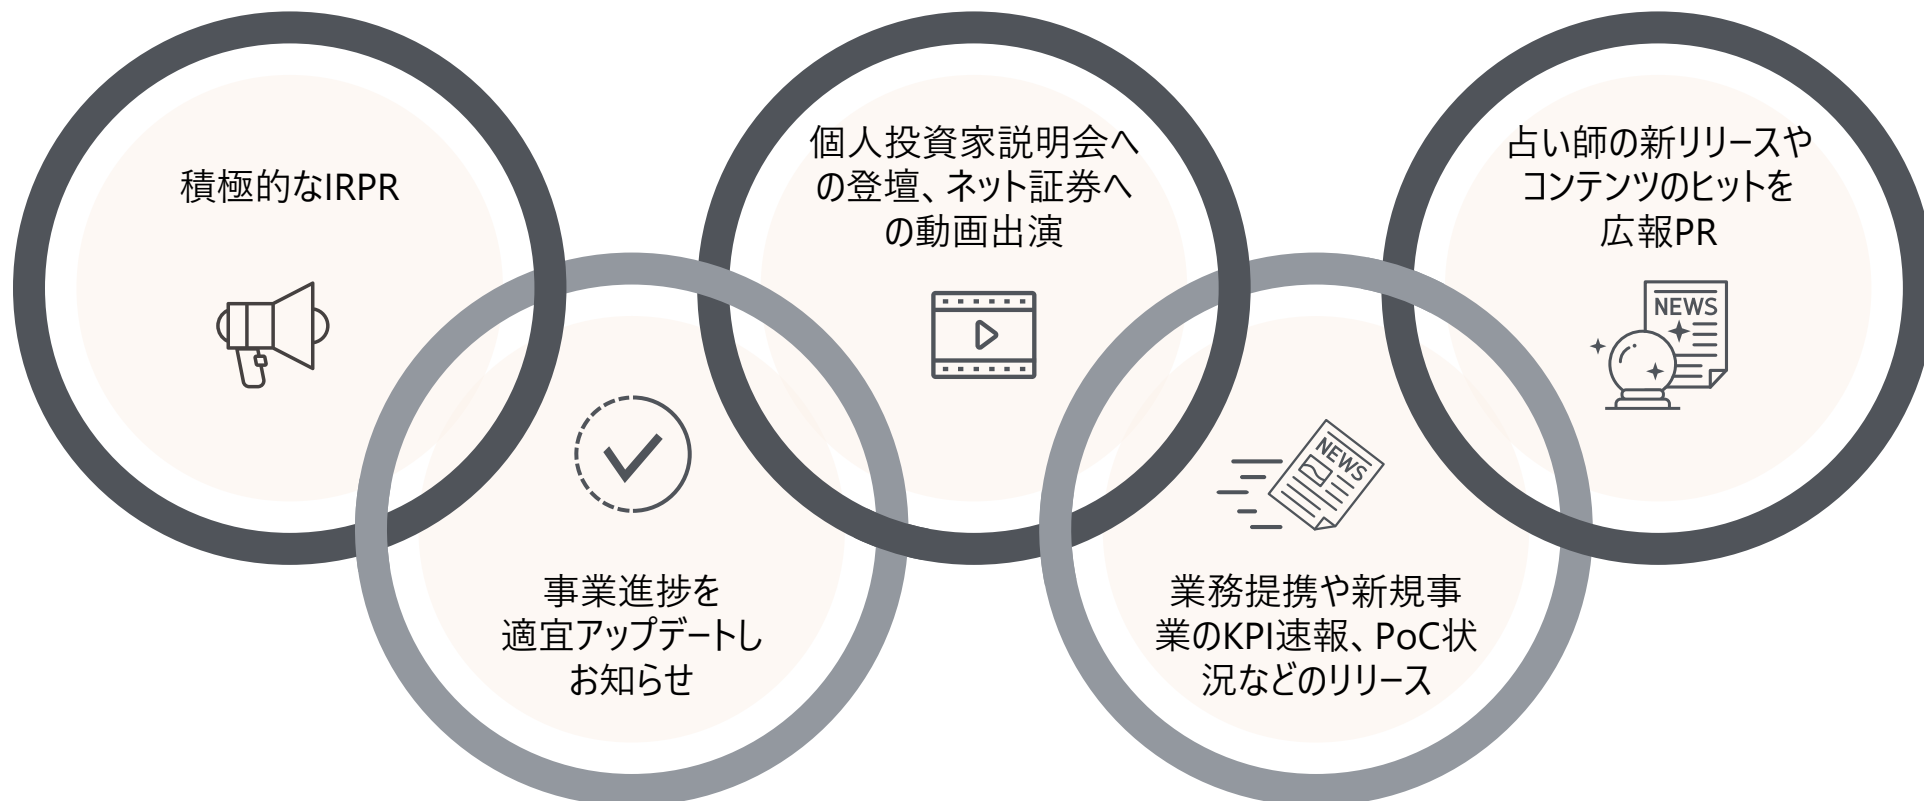 積極的なIRPR
事業進捗を
適宜アップデートし
お知らせ
個人投資家説明会へ
の登壇、ネット証券へ
の動画出演
NEWS
業務提携や新規事
業のKPI速報、PoC状
況などのリリース
占い師の新リリースや
コンテンツのヒットを
広報PR
NEWS